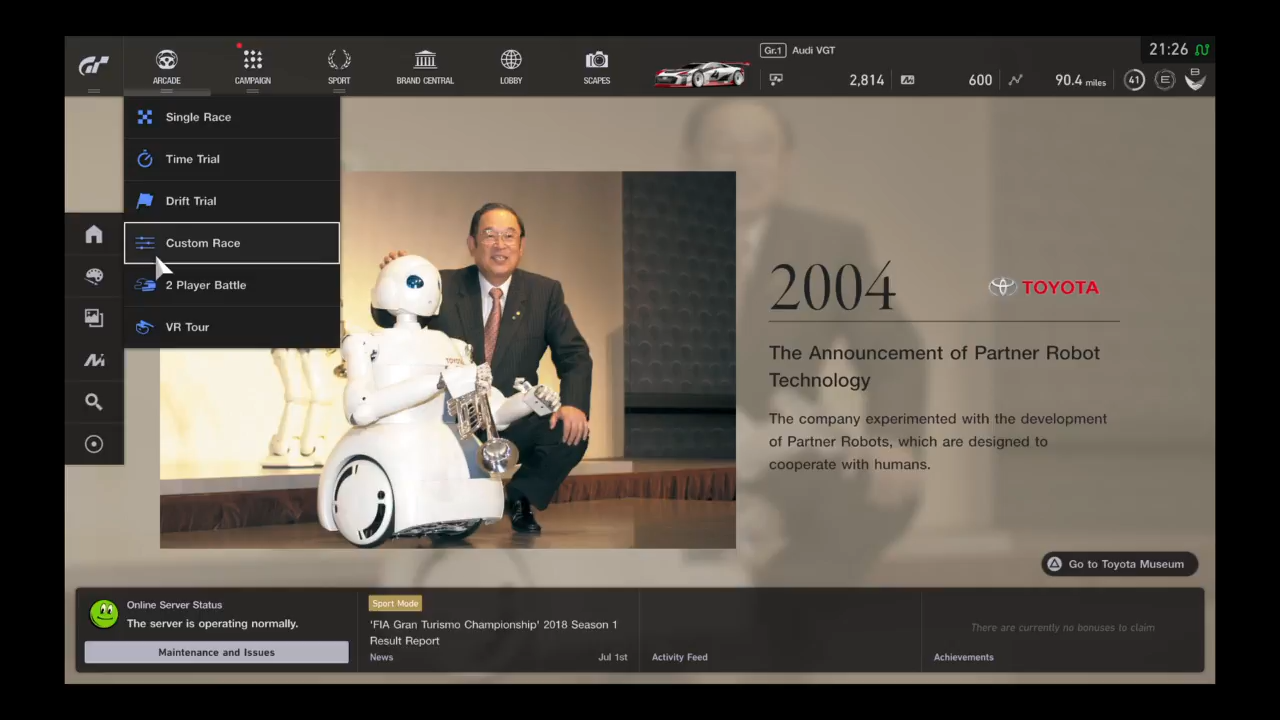 GT
ARCADE
CAMPAIGN
SPORT
BRAND CENTRAL
LOBBY
SCAPES
Gr.1 Audi VGT
2,814
600
90.4 miles
21:26
41
E
B
Single Race
Time Trial
Drift Trial
Custom Race
2 Player Battle
VR Tour
TOYOTA
2004
TOYOTA
The Announcement of Partner Robot
Technology
The company experimented with the development
of Partner Robots, which are designed to
cooperate with humans.
Go to Toyota Museum
Online Server Status
The server is operating normally.
Maintenance and Issues
Sport Mode
'FIA Gran Turismo Championship' 2018 Season 1
Result Report
News
Jul 1st
Activity Feed
There are currently no bonuses to claim
Achievements